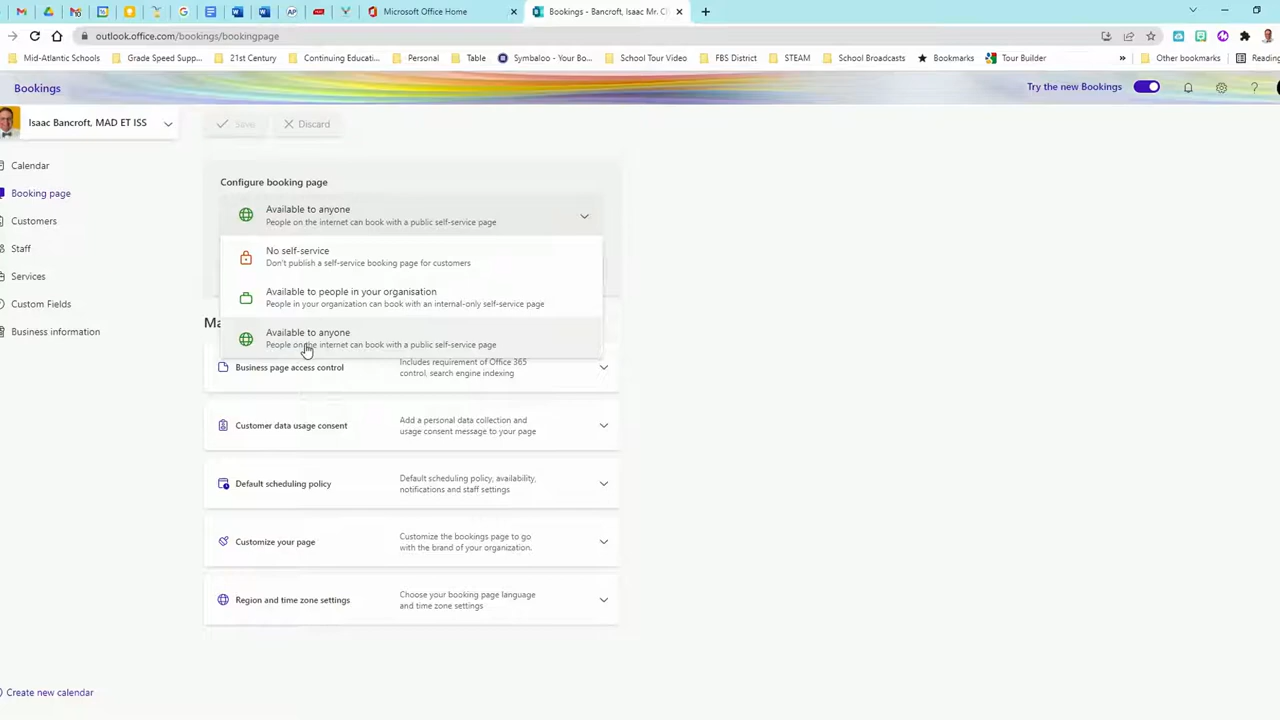 Microsoft Office Home
Bookings - Bancroft, Isaac Mr. C
outlook.office.com/bookings/bookingpage
Mid-Atlantic Schools
Grade Speed Supp...
21st Century
Continuing Educati...
Personal
Table
Symbaloo - Your Bo...
School Tour Video
FBS District
STEAM
School Broadcasts
Bookmarks
Tour Builder
Other bookmarks
Reading
Bookings
Try the new Bookings
Isaac Bancroft, MAD ET ISS
Save
Discard
Calendar
Booking page
Customers
Staff
Services
Custom Fields
Business information
Create new calendar
Configure booking page
Available to anyone
People on the internet can book with a public self-service page
No self-service
Don't publish a self-service booking page for customers
Available to people in your organisation
People in your organization can book with an internal-only self-service page
Available to anyone
People on the internet can book with a public self-service page
Ma
Business page access control
Includes requirement of Office 365
control, search engine indexing
Customer data usage consent
Add a personal data collection and
usage consent message to your page
Default scheduling policy
Default scheduling policy, availability,
notifications and staff settings
Customize your page
Customize the bookings page to go
with the brand of your organization.
Region and time zone settings
Choose your booking page language
and time zone settings